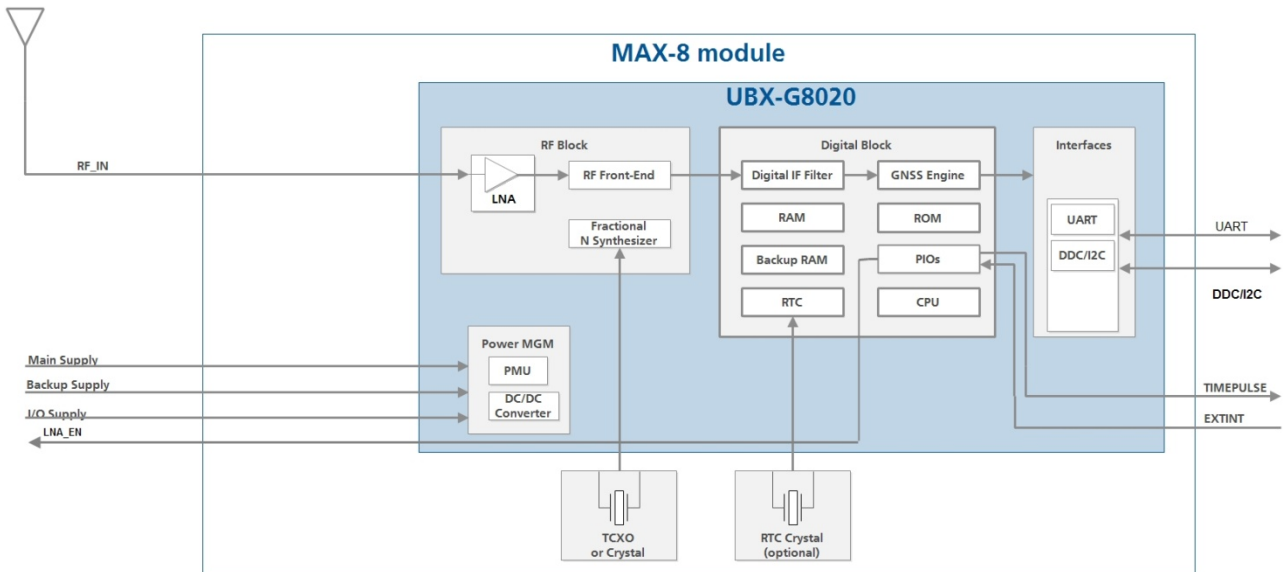 MAX-8 module
UBX-G8020
RF Block
Digital Block
Interfaces
RF_IN
LNA
RF Front-End
Digital IF Filter
GNSS Engine
Fractional
N Synthesizer
RAM
ROM
UART
UART
Backup RAM
PIOs
DDC/I2C
DDC/I2C
RTC
CPU
Power MGM
Main Supply
PMU
Backup Supply
TIMEPULSE
DC/DC
Converter
I/O Supply
EXTINT
LNA_EN
TCXO
or Crystal
RTC Crystal
(optional)